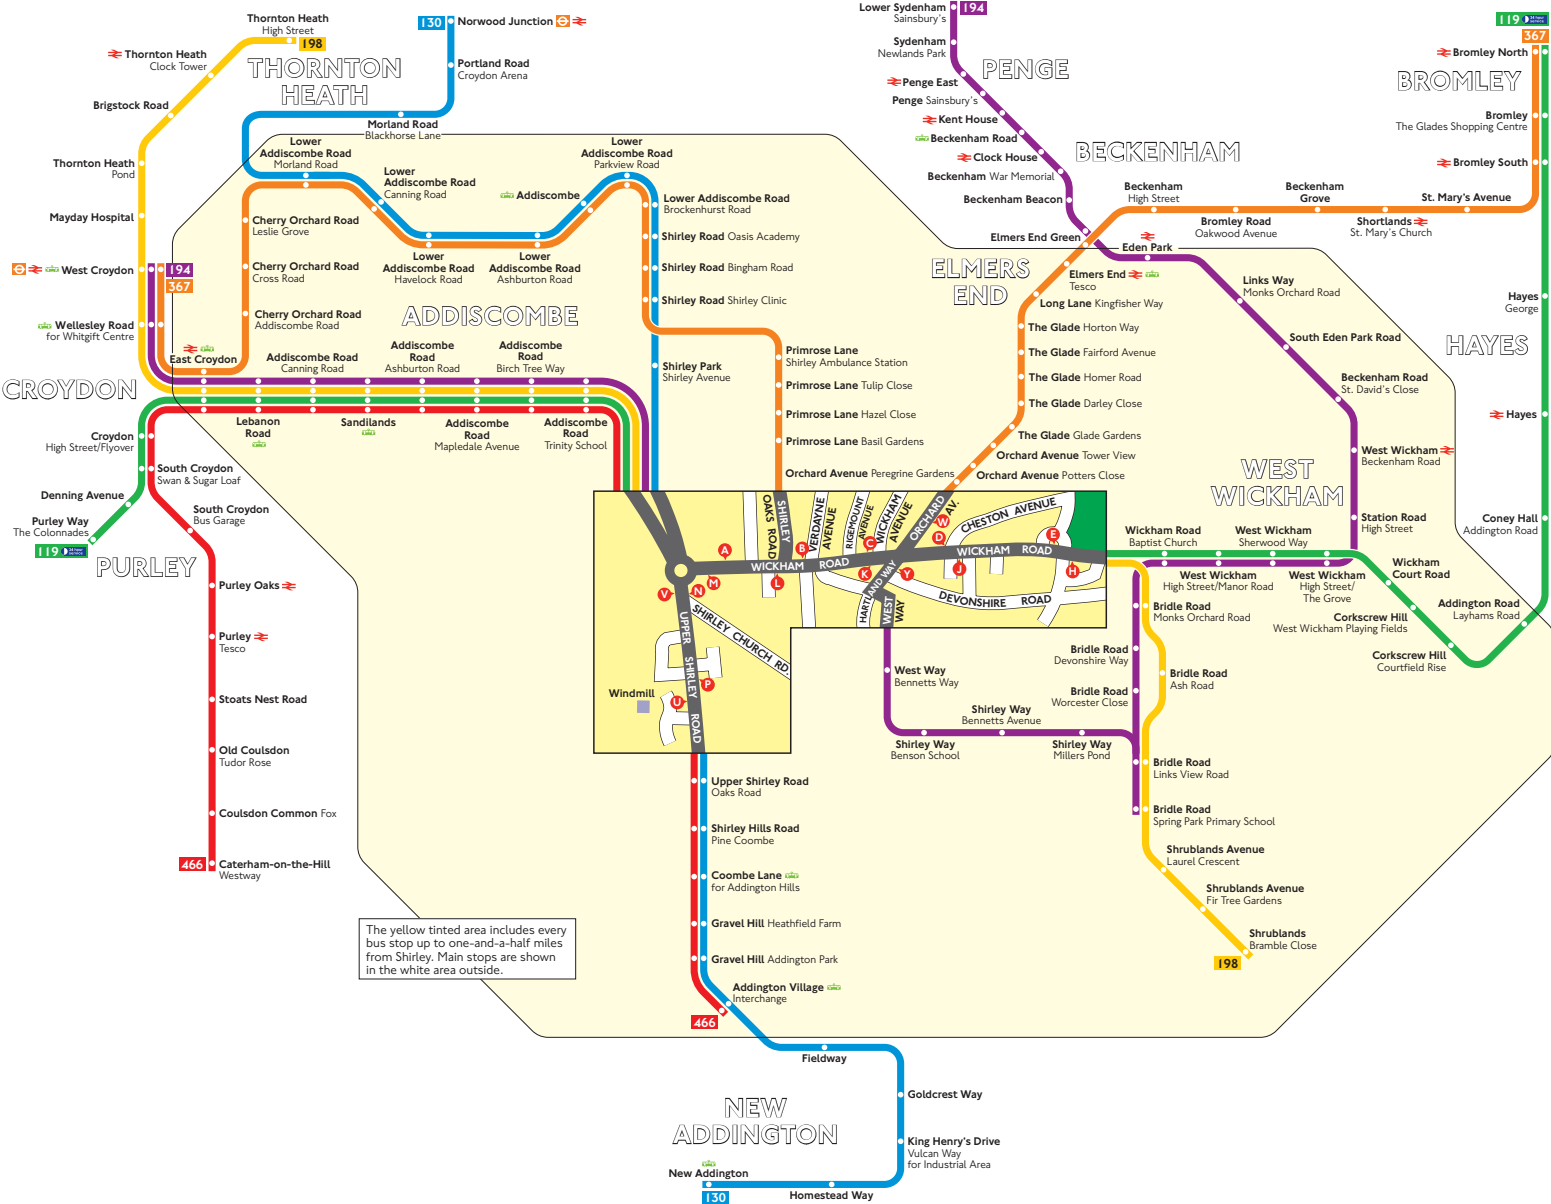 Thornton Heath
High Street
198
Thornton Heath
Clock Tower
THORNTON
HEATH
Brigstock Road
Thornton Heath
Pond
Mayday Hospital
West Croydon
194
367
Wellesley Road
for Whitgift Centre
East Croydon
CROYDON
130
Norwood Junction
Portland Road
Croydon Arena
Morland Road
Blackhorse Lane
Lower
Addiscombe Road
Morland Road
Lower
Addiscombe Road
Canning Road
Addiscombe
Lower
Addiscombe Road
Parkview Road
Lower Addiscombe Road
Brockenhurst Road
Cherry Orchard Road
Leslie Grove
Cherry Orchard Road
Cross Road
Cherry Orchard Road
Addiscombe Road
Lower
Addiscombe Road
Havelock Road
Lower
Addiscombe Road
Ashburton Road
Shirley Road Oasis Academy
Shirley Road Bingham Road
Shirley Road Shirley Clinic
ADDISCOMBE
Addiscombe Road
Canning Road
Addiscombe
Road
Ashburton Road
Addiscombe
Road
Birch Tree Way
Shirley Park
Shirley Avenue
Lebanon
Road
Sandilands
Addiscombe
Road
Mapledale Avenue
Addiscombe
Road
Trinity School
Primrose Lane
Shirley Ambulance Station
Primrose Lane Tulip Close
Primrose Lane Hazel Close
Primrose Lane Basil Gardens
Orchard Avenue Peregrine Gardens
Lower Sydenham
Sainsbury's
194
Sydenham
Newlands Park
PENGE
Penge East
Penge Sainsbury's
Kent House
Beckenham Road
Clock House
Beckenham War Memorial
Beckenham Beacon
BECKENHAM
Elmers End Green
Eden Park
ELMERS
END
Elmers End
Tesco
Long Lane Kingfisher Way
The Glade Horton Way
The Glade Fairford Avenue
The Glade Homer Road
The Glade Darley Close
The Glade Glade Gardens
Orchard Avenue Tower View
Orchard Avenue Potters Close
Beckenham
High Street
Bromley Road
Oakwood Avenue
Beckenham
Grove
Shortlands
St. Mary's Church
St. Mary's Avenue
119
24 hour
service
367
Bromley North
BROMLEY
Bromley
The Glades Shopping Centre
Bromley South
Links Way
Monks Orchard Road
South Eden Park Road
Beckenham Road
St. David's Close
West Wickham
Beckenham Road
WEST
WICKHAM
Station Road
High Street
Hayes
George
HAYES
Hayes
Coney Hall
Addington Road
Wickham Road
Baptist Church
West Wickham
Sherwood Way
West Wickham
High Street/Manor Road
West Wickham
High Street/
The Grove
Wickham
Court Road
Addington Road
Layhams Road
Corkscrew Hill
West Wickham Playing Fields
Corkscrew Hill
Courtfield Rise
Croydon
High Street/Flyover
South Croydon
Swan & Sugar Loaf
Denning Avenue
Purley Way
The Colonnades
119
24 hour
service
South Croydon
Bus Garage
PURLEY
Purley Oaks
Purley
Tesco
Stoats Nest Road
Old Coulsdon
Tudor Rose
Coulsdon Common Fox
466
Caterham-on-the-Hill
Westway
OAKS ROAD
SHIRLEY
VERDAYNE
AVENUE
RIGEMOUNT
AVENUE
WICKHAM
AVENUE
ORCHARD
AV.
CHESTON AVENUE
WICKHAM ROAD
WICKHAM ROAD
DEVONSHIRE ROAD
HARTLAND WAY
WEST
WAY
UPPER SHIRLEY ROAD
SHIRLEY CHURCH RD.
Windmill
A
B
C
D
E
H
J
K
L
M
N
P
U
V
W
Y
West Way
Bennetts Way
Shirley Way
Benson School
Shirley Way
Bennetts Avenue
Shirley Way
Millers Pond
Bridle Road
Monks Orchard Road
Bridle Road
Devonshire Way
Bridle Road
Ash Road
Bridle Road
Worcester Close
Bridle Road
Links View Road
Bridle Road
Spring Park Primary School
Shrublands Avenue
Laurel Crescent
Shrublands Avenue
Fir Tree Gardens
Shrublands
Bramble Close
198
Upper Shirley Road
Oaks Road
Shirley Hills Road
Pine Coombe
Coombe Lane
for Addington Hills
Gravel Hill Heathfield Farm
Gravel Hill Addington Park
Addington Village
Interchange
466
The yellow tinted area includes every
bus stop up to one-and-a-half miles
from Shirley. Main stops are shown
in the white area outside.
Fieldway
Goldcrest Way
King Henry's Drive
Vulcan Way
for Industrial Area
NEW
ADDINGTON
New Addington
130
Homestead Way